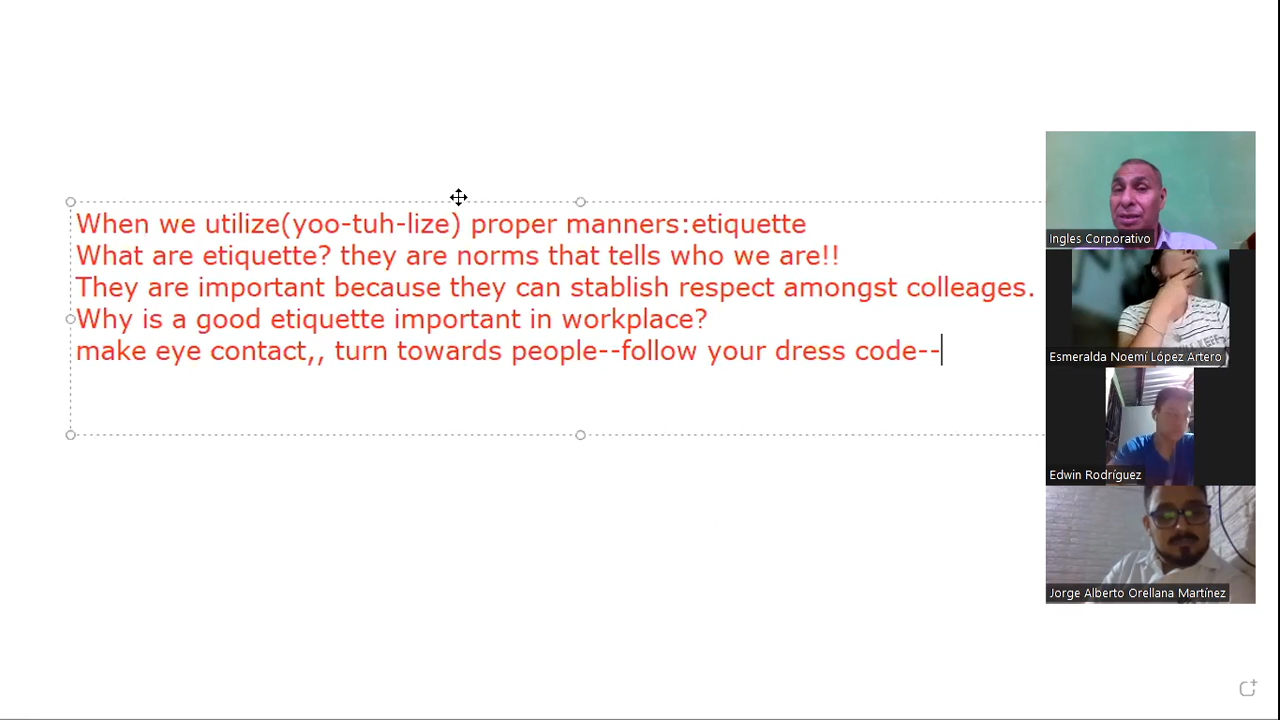 When we utilize(yoo-tuh-lize) proper manners:etiquette
What are etiquette? they are norms that tells who we are!!
They are important because they can stablish respect amongst colleages.
Why is a good etiquette important in workplace?
make eye contact,, turn towards people--follow your dress code--
Ingles Corporativo
Esmeralda Noemí López Artero
Edwin Rodríguez
Jorge Alberto Orellana Martínez